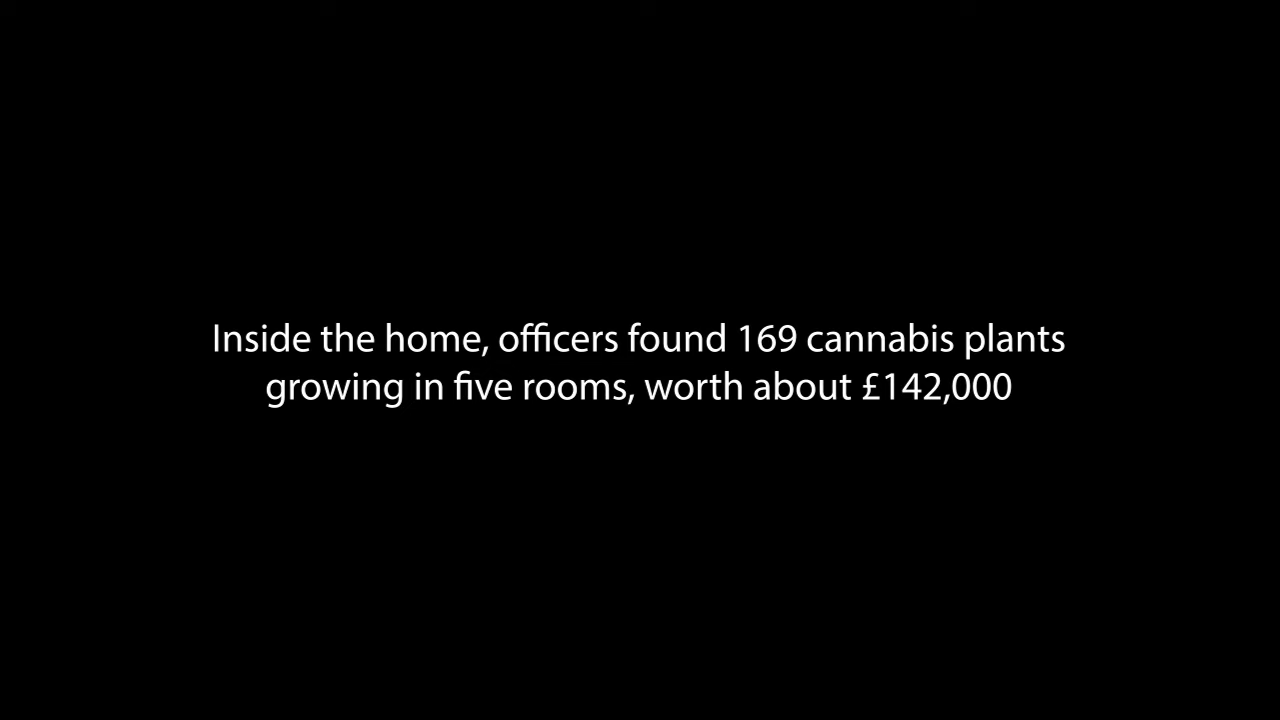 Inside the home, officers found 169 cannabis plants
growing in five rooms, worth about £142,000